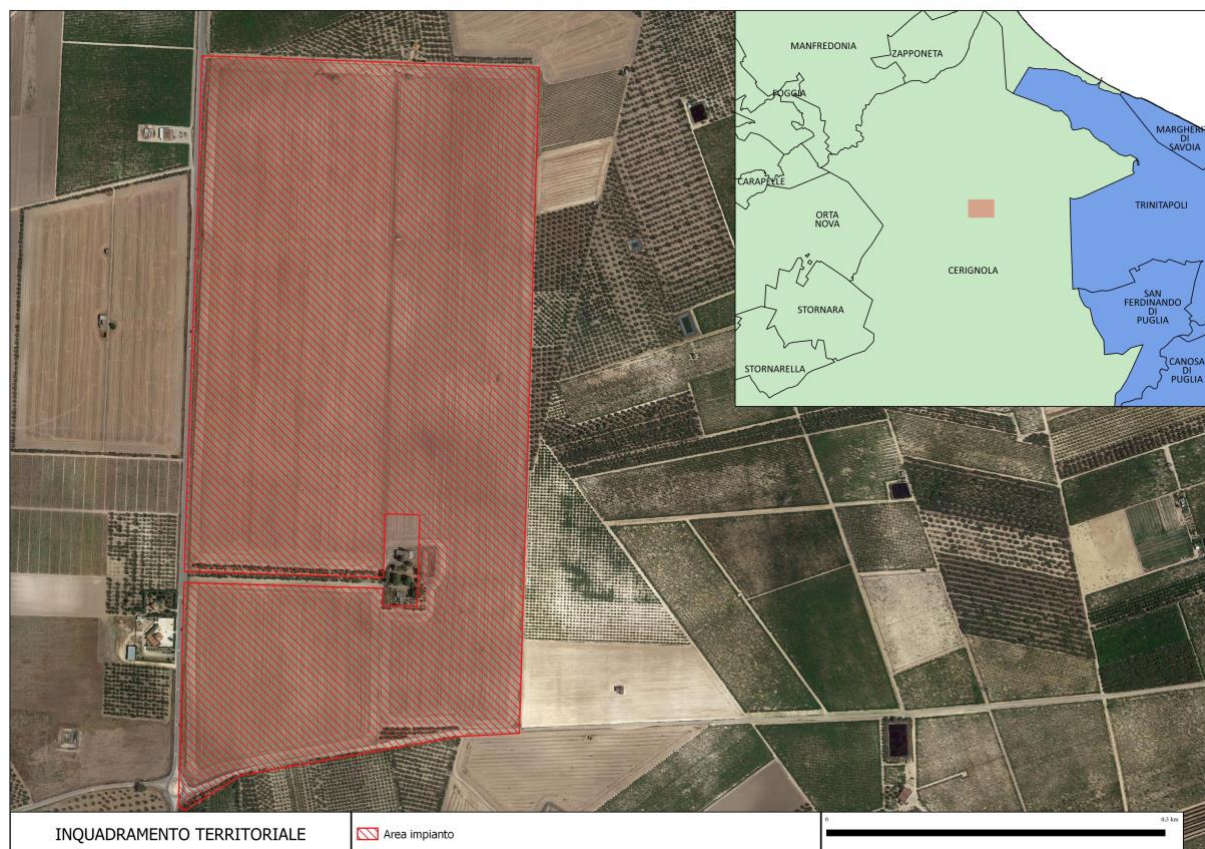 MANFREDONIA
ZAPPONETA
FOGGIA
MARGHERI
DI
SAVOIA
CARAPELLE
TRINITAPOLI
ORTA
NOVA
CERIGNOLA
SAN
FERDINANDO
DI
PUGLIA
STORNARA
CANOSA
DI
PUGLIA
STORNARELLA
INQUADRAMENTO TERRITORIALE
Area impianto
0
0.5 km